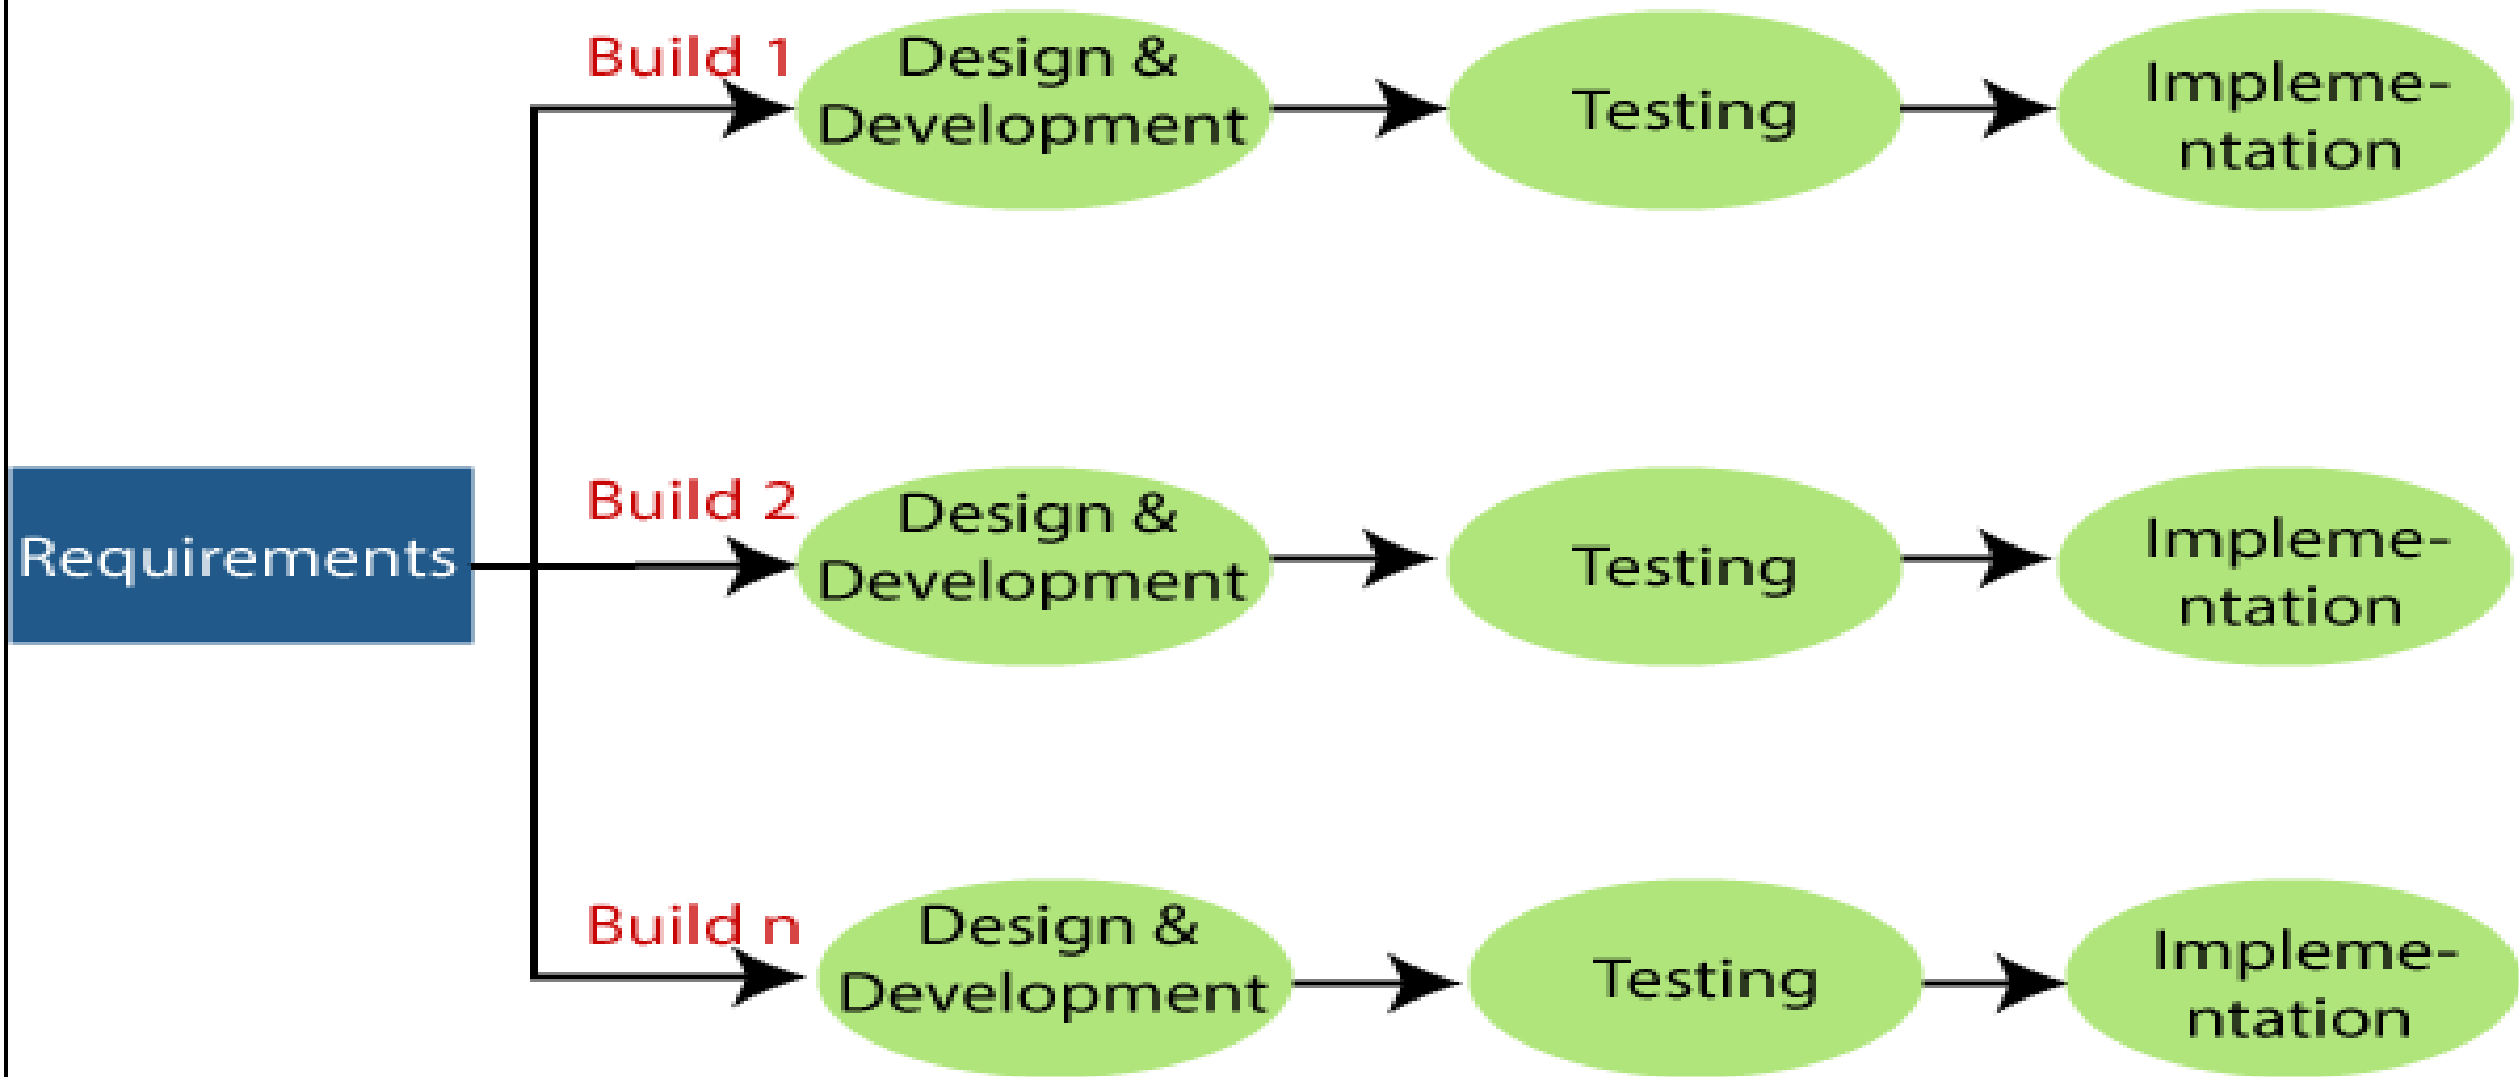 Build 1
Design &
Development
Testing
Impleme-
ntation
Requirements
Build 2
Design &
Development
Testing
Impleme-
ntation
Build n
Design &
Development
Testing
Impleme-
ntation